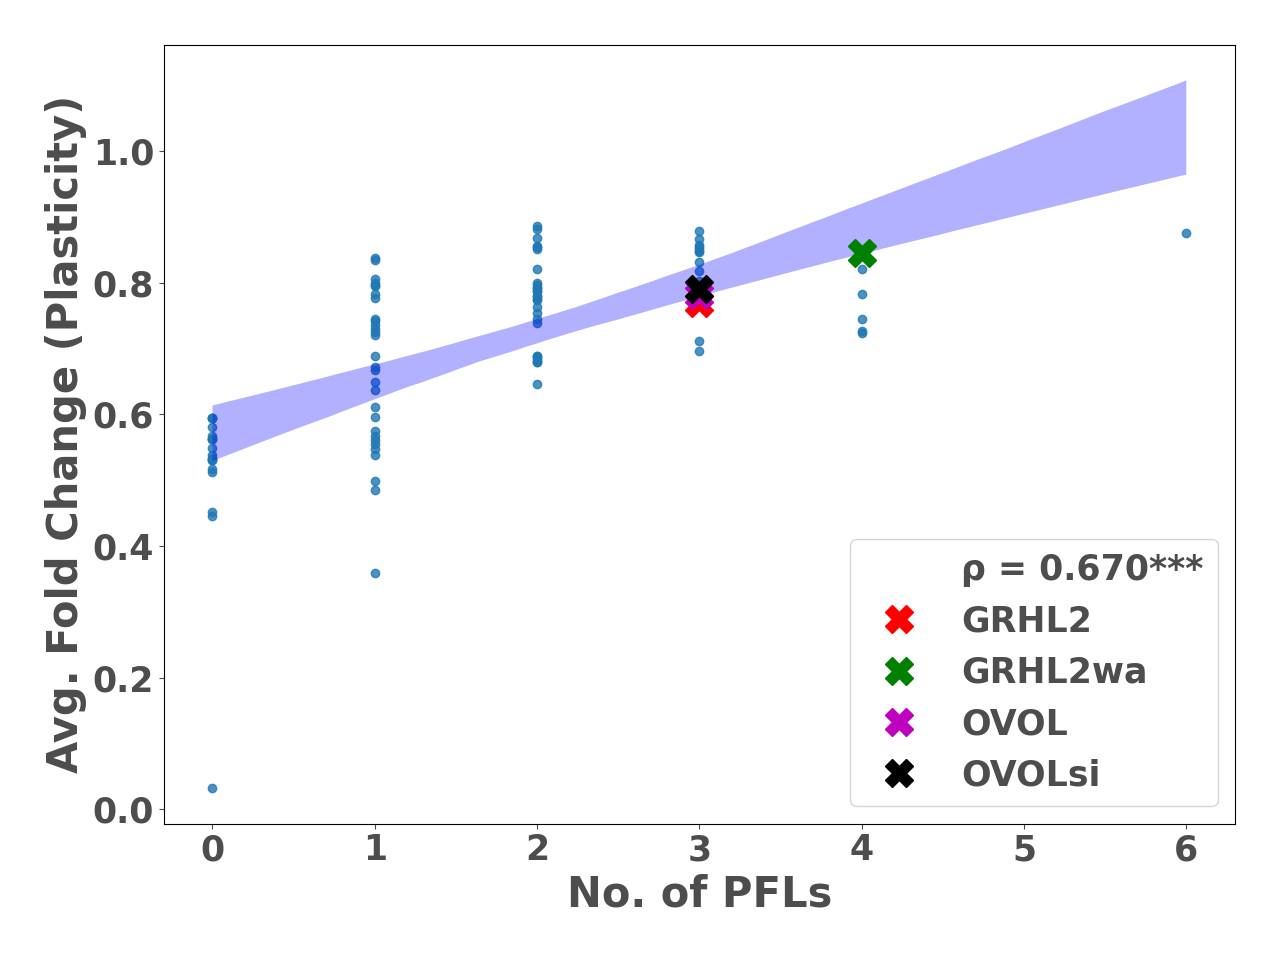 Avg. Fold Change (Plasticity)
1.0
0.8
0.6
0.4
0.2
0.0
0 1 2 3 4 5 6
No. of PFLs
ρ = 0.670***
GRHL2
GRHL2wa
OVOL
OVOLsi